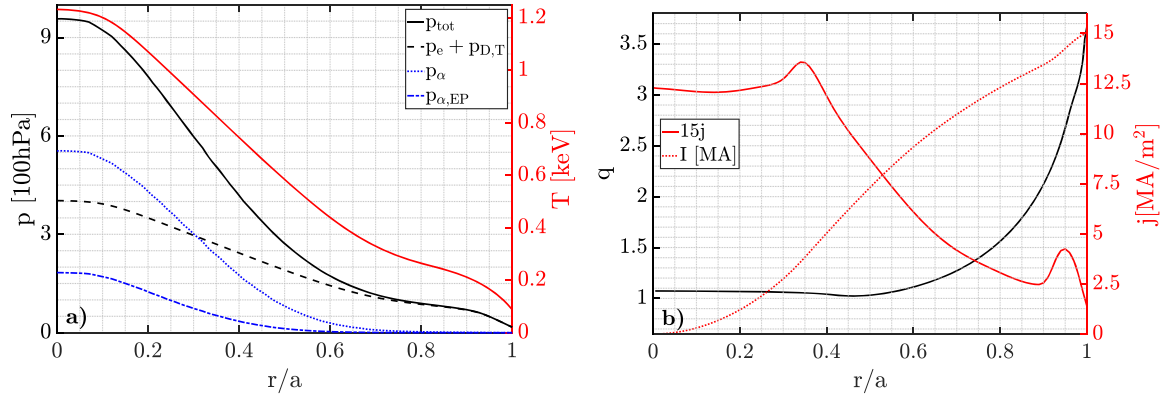 9
6
3
0
p [100hPa]
p_tot
p_e + p_D,T
p_α
p_α,EP
1.2
1
0.8
0.6
0.4
0.2
0
T [keV]
a)
0 0.2 0.4 0.6 0.8 1
r/a
3.5
3
2.5
2
1.5
1
q
15j
I [MA]
15
12.5
10
7.5
5
2.5
0
j[MA/m²]
b)
0 0.2 0.4 0.6 0.8 1
r/a